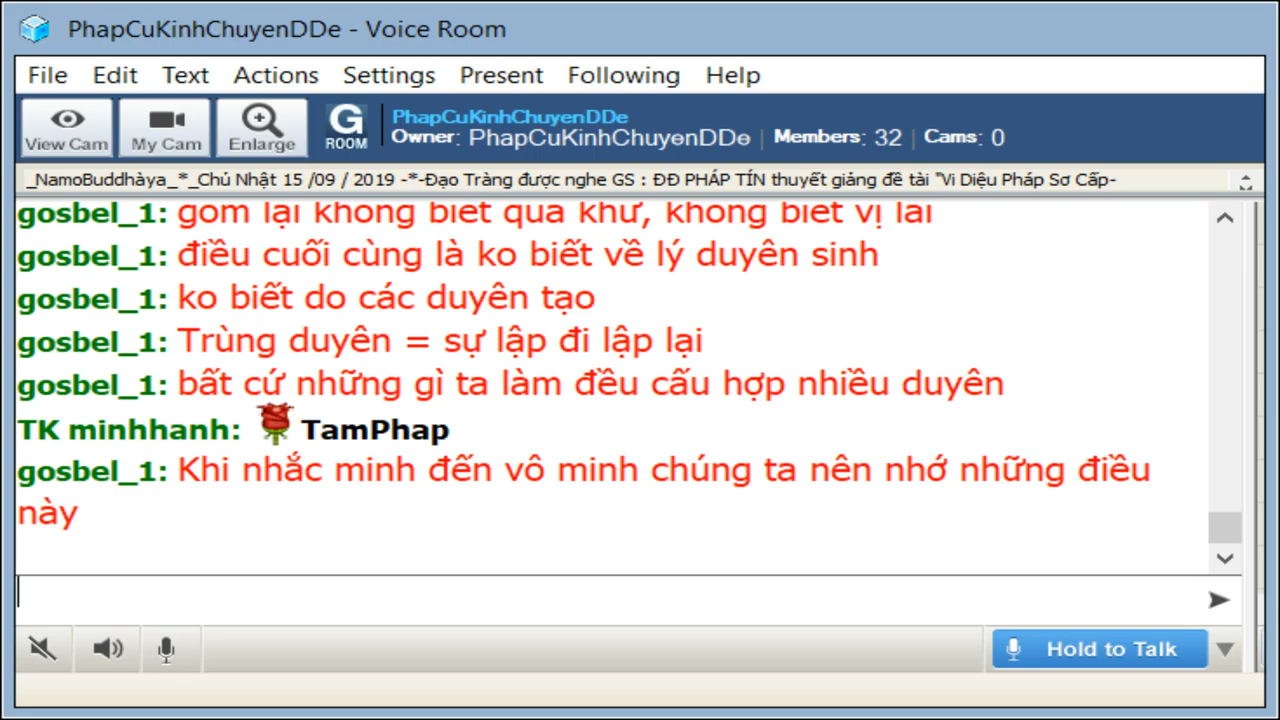 PhapCuKinhChuyenDDe - Voice Room
File Edit Text Actions Settings Present Following Help
View Cam My Cam Enlarge G ROOM
PhapCuKinhChuyenDDe
Owner: PhapCuKinhChuyenDDe | Members: 32 | Cams: 0
_NamoBuddhàya_*_Chủ Nhật 15 /09 / 2019 -*-Đạo Tràng được nghe GS : ĐĐ PHÁP TÍN thuyết giảng đề tài "Vi Diệu Pháp Sơ Cấp-
gosbel_1: gom lại không biết quá khứ, không biết vị lai
gosbel_1: điều cuối cùng là ko biết về lý duyên sinh
gosbel_1: ko biết do các duyên tạo
gosbel_1: Trùng duyên = sự lập đi lập lại
gosbel_1: bất cứ những gì ta làm đều cấu hợp nhiều duyên
TK minhhanh: TamPhap
gosbel_1: Khi nhắc minh đến vô minh chúng ta nên nhớ những điều
này
Hold to Talk